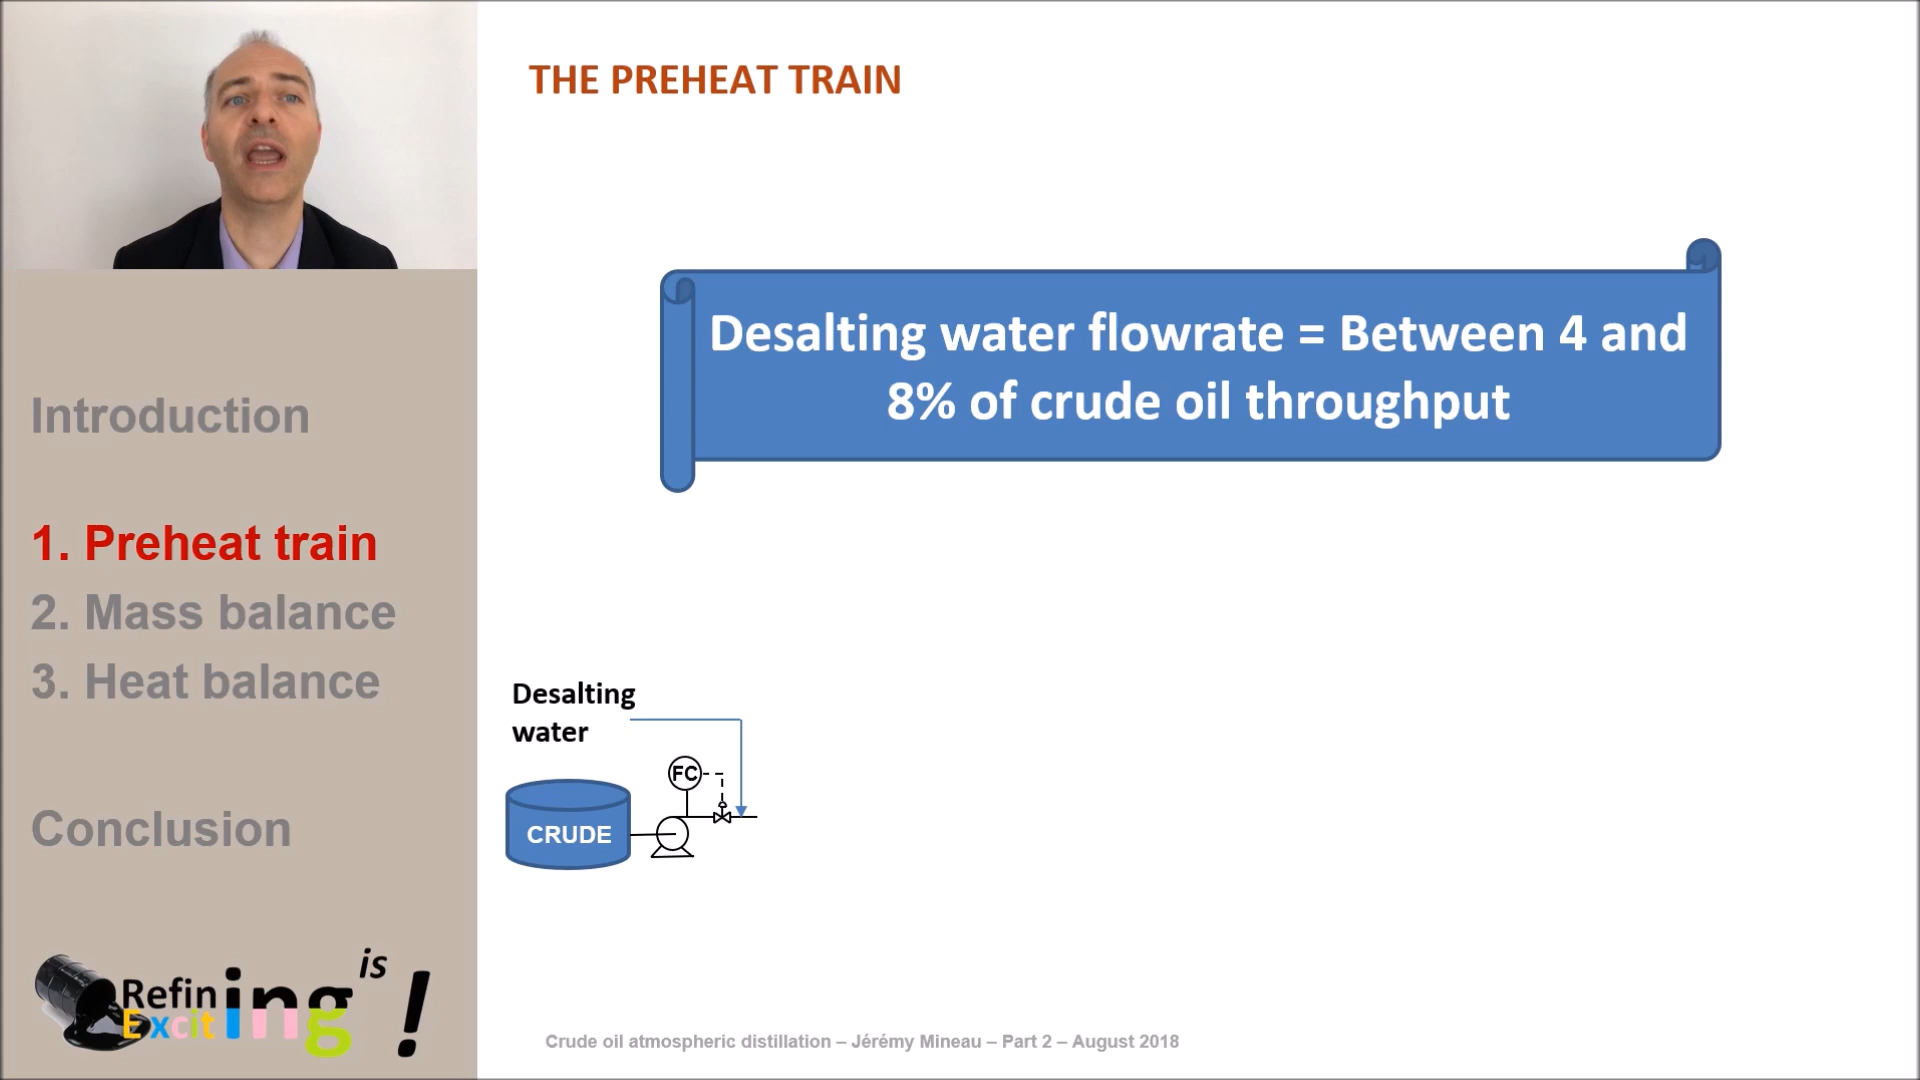 THE PREHEAT TRAIN
Desalting water flowrate = Between 4 and
8% of crude oil throughput
Introduction
1. Preheat train
2. Mass balance
3. Heat balance
Conclusion
Desalting
water
FC
CRUDE
is
Refining
Exciting !
Crude oil atmospheric distillation – Jérémy Mineau – Part 2 – August 2018